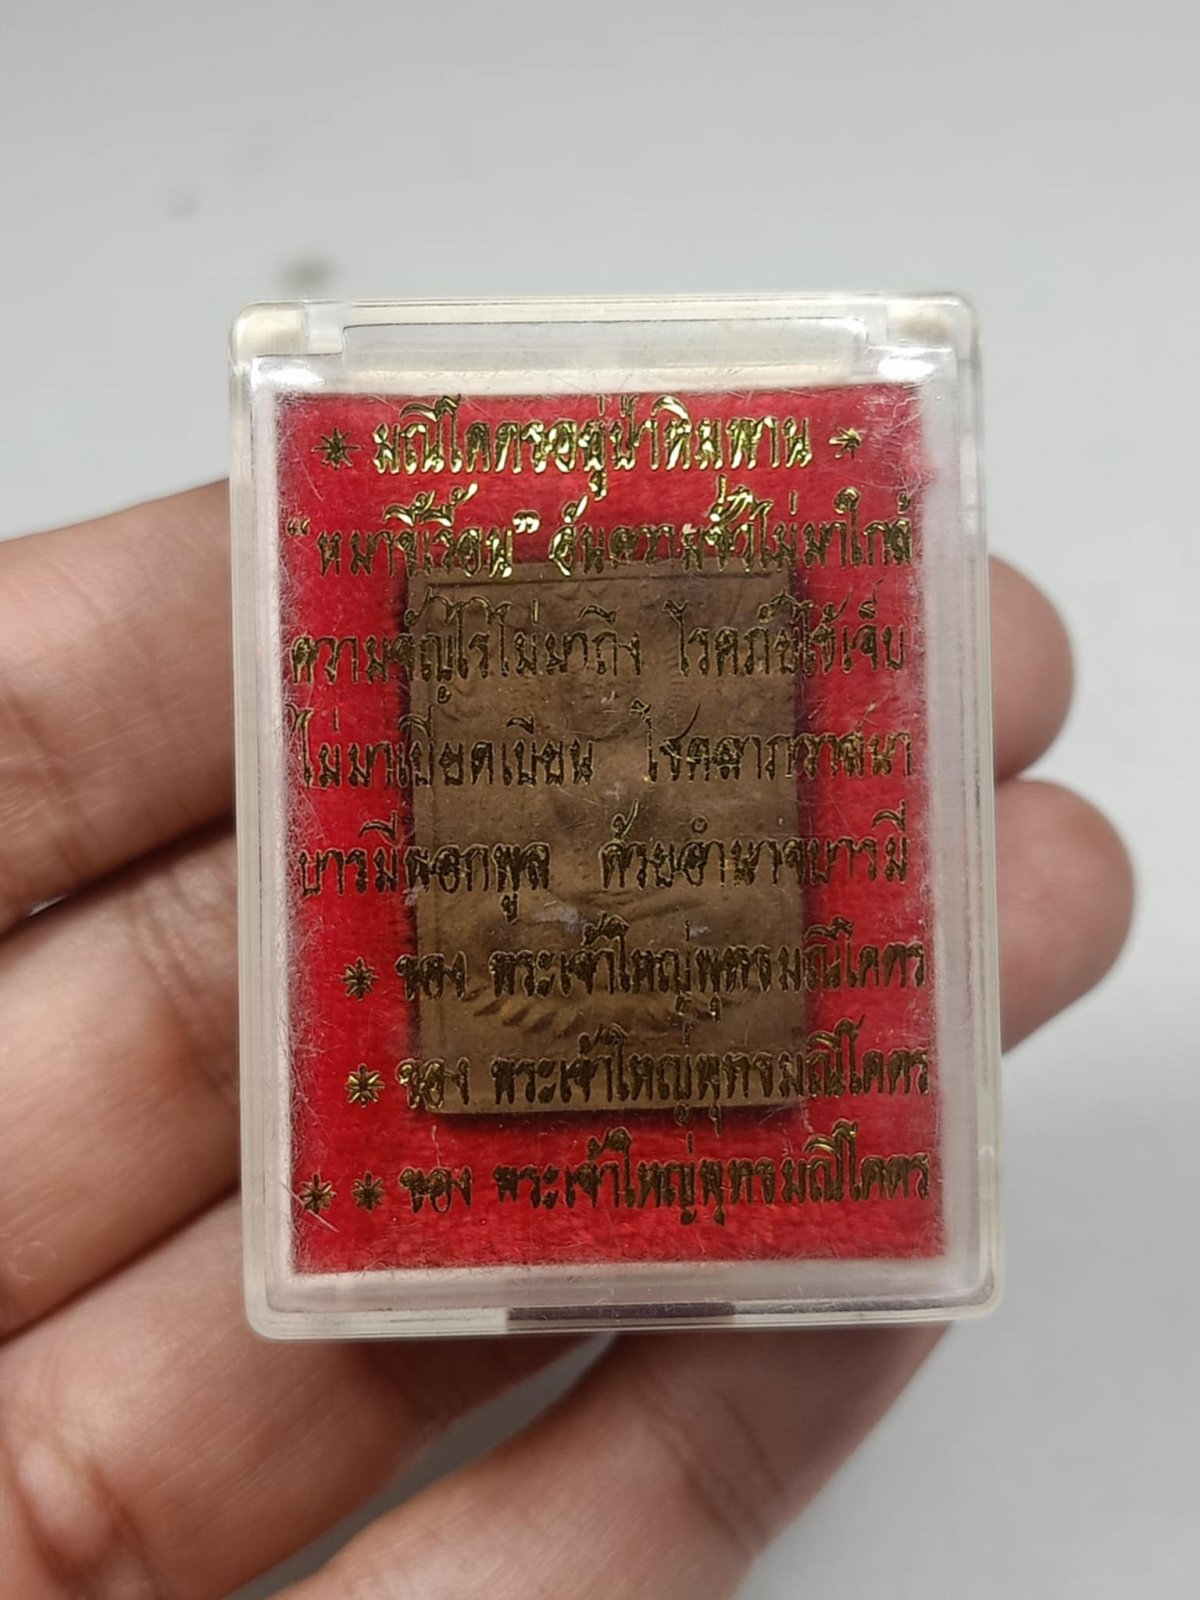 * มณีโคตรอยู่ป่าหิมพาน *
"หมาขี้เรื้อน" อันความชั่วไม่มาใกล้
ความจัญไรไม่มาถึง โรคภัยไข้เจ็บ
ไม่มาเบียดเบียน โชคลาภวาสนา
บารมีงอกพูล ด้วยอำนาจบารมี
* ของ พระเจ้าใหญ่พุทธมณีโคตร
* ของ พระเจ้าใหญ่พุทธมณีโคตร
* * ของ พระเจ้าใหญ่พุทธมณีโคตร